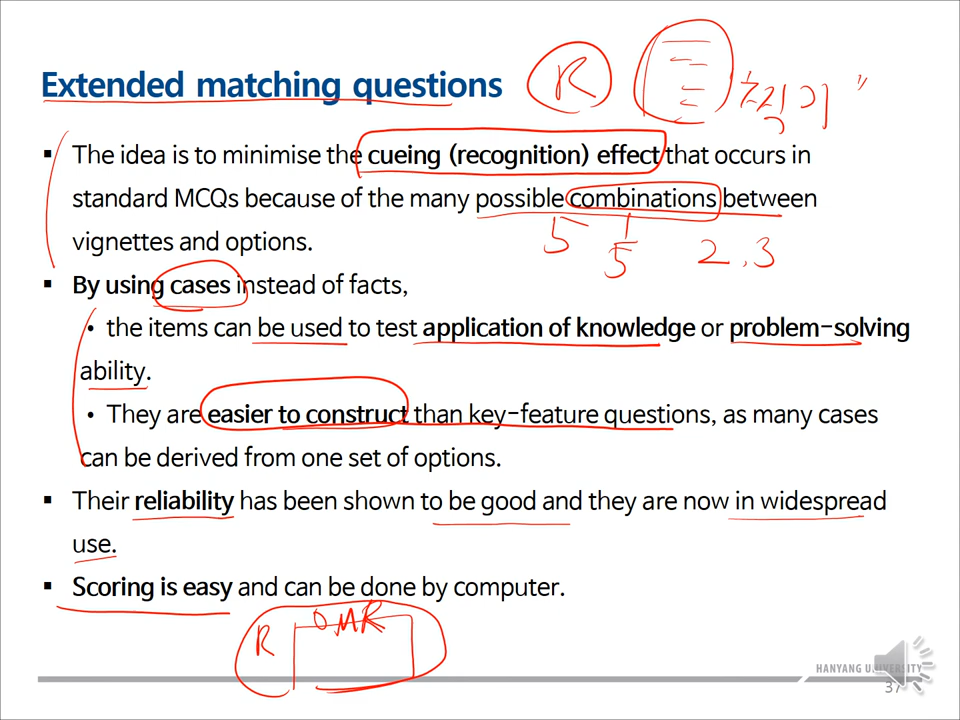 Extended matching questions
R
▪ The idea is to minimise the cueing (recognition) effect that occurs in
standard MCQs because of the many possible combinations between
vignettes and options.
5 1 5 2, 3
▪ By using cases instead of facts,
• the items can be used to test application of knowledge or problem-solving
ability.
• They are easier to construct than key-feature questions, as many cases
can be derived from one set of options.
▪ Their reliability has been shown to be good and they are now in widespread
use.
▪ Scoring is easy and can be done by computer.
R OMR
HANYANG UNIVERSITY
37